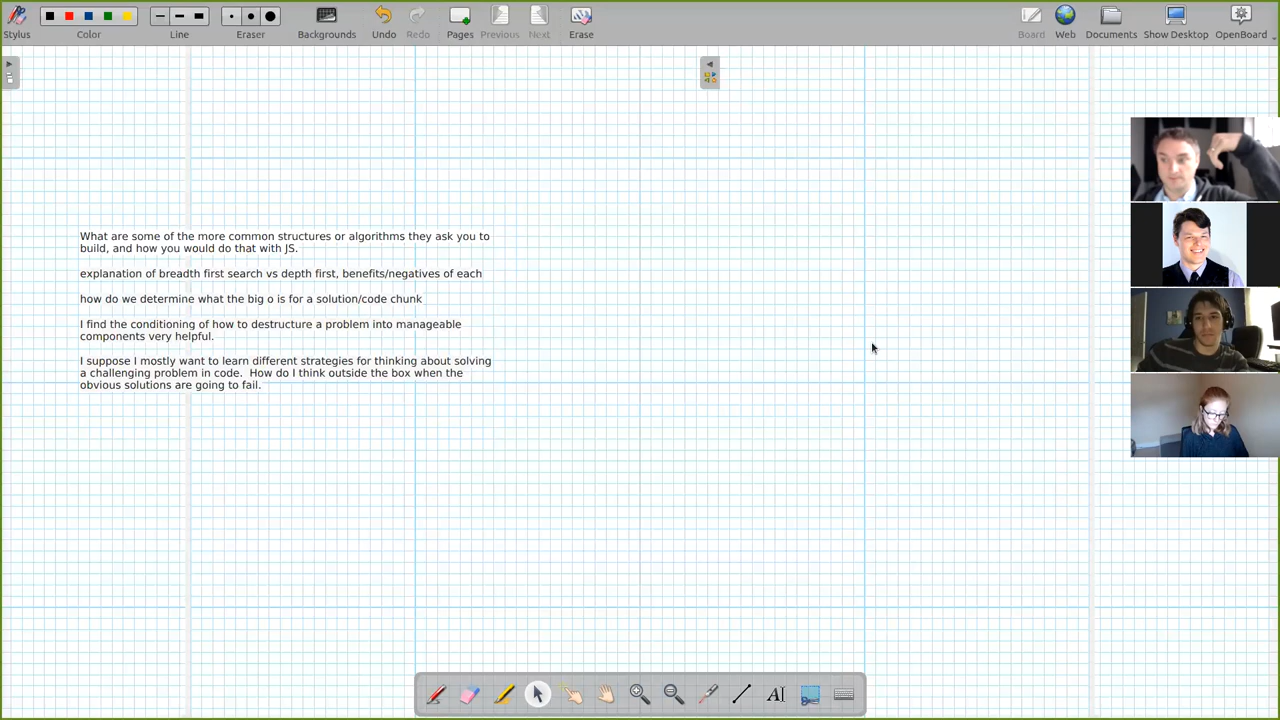 Stylus
Color
Line
Eraser
Backgrounds
Undo
Redo
Pages
Previous
Next
Erase
Board
Web
Documents
Show Desktop
OpenBoard
What are some of the more common structures or algorithms they ask you to
build, and how you would do that with JS.
explanation of breadth first search vs depth first, benefits/negatives of each
how do we determine what the big o is for a solution/code chunk
I find the conditioning of how to destructure a problem into manageable
components very helpful.
I suppose I mostly want to learn different strategies for thinking about solving
a challenging problem in code.  How do I think outside the box when the
obvious solutions are going to fail.
AI